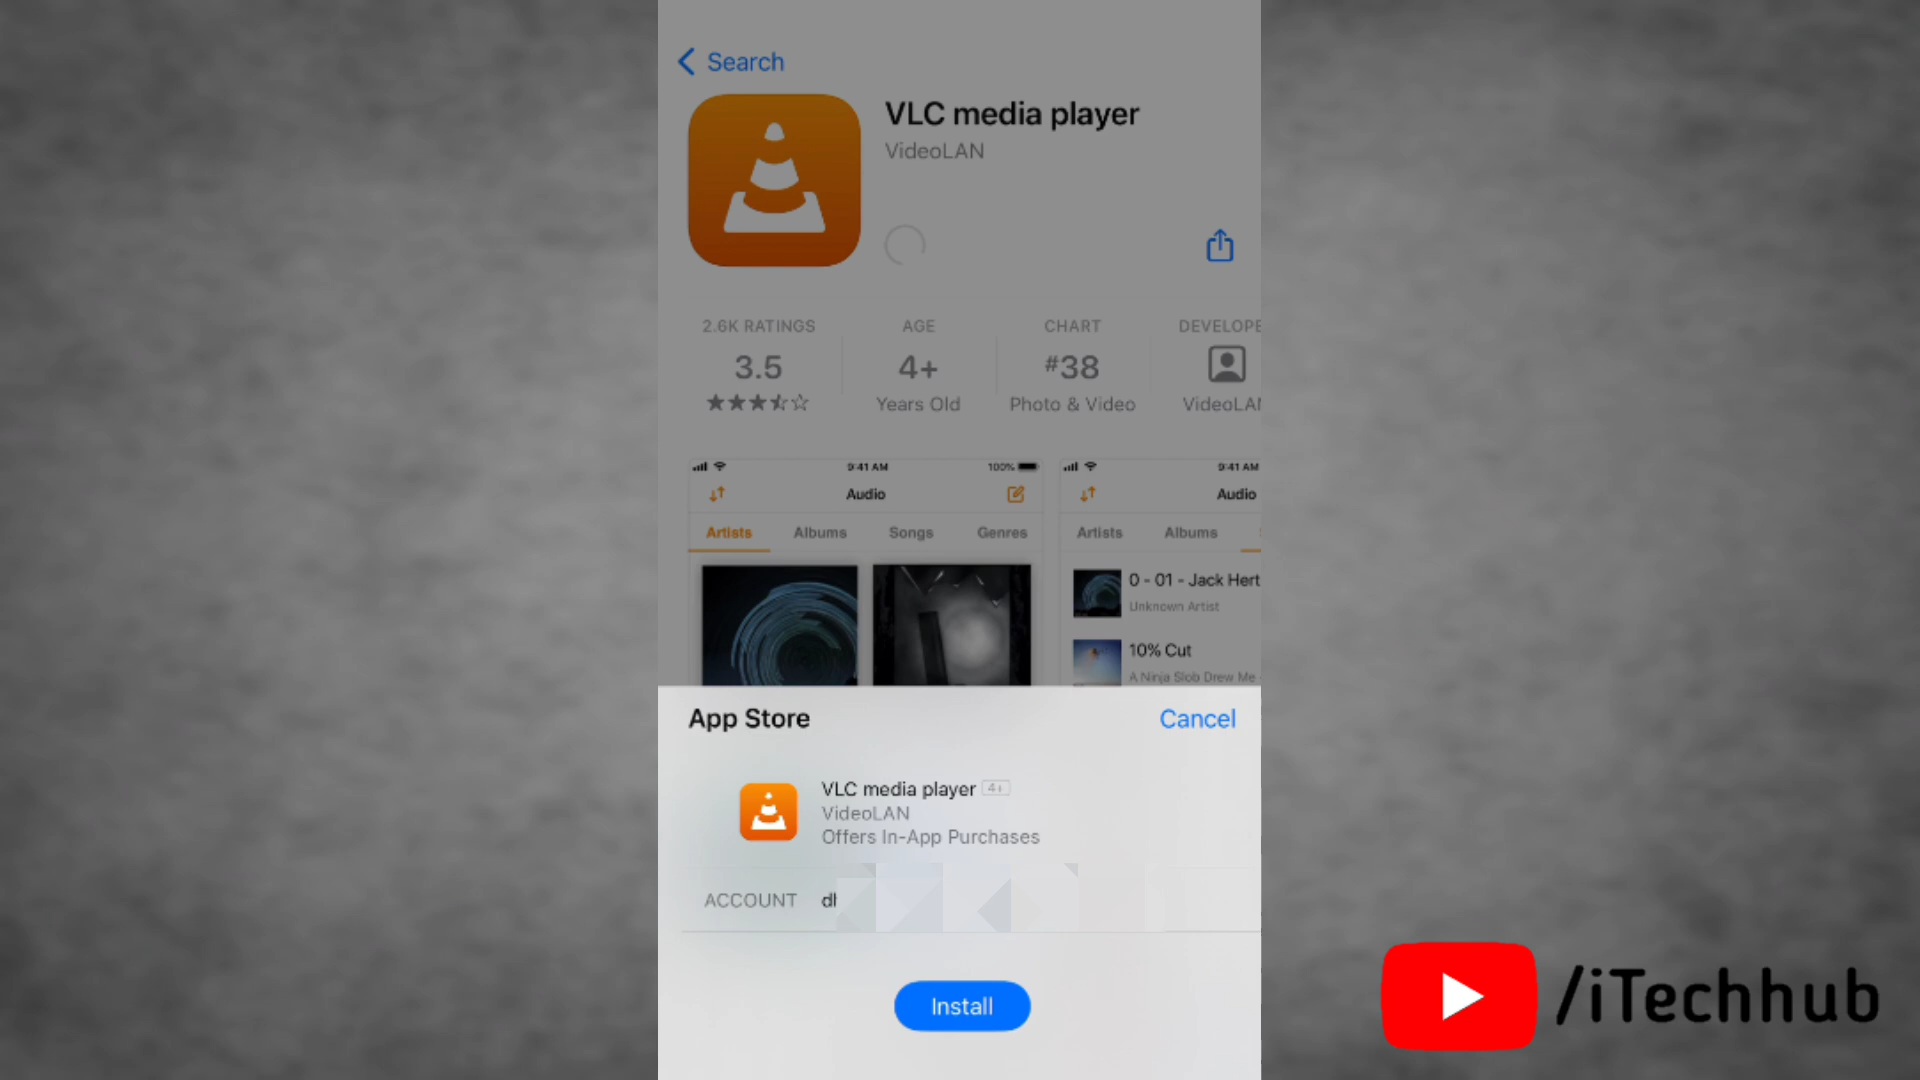 Search
VLC media player
VideoLAN
2.6K RATINGS
3.5
AGE
4+
Years Old
CHART
#38
Photo & Video
DEVELOPE
VideoLAN
9:41 AM
100%
Audio
Artists
Albums
Songs
Genres
9:41 AM
Audio
Artists
Albums
0 - 01 - Jack Hert
Unknown Artist
10% Cut
A Ninja Slob Drew Me
App Store
Cancel
VLC media player 4+
VideoLAN
Offers In-App Purchases
ACCOUNT
Install
/iTechhub